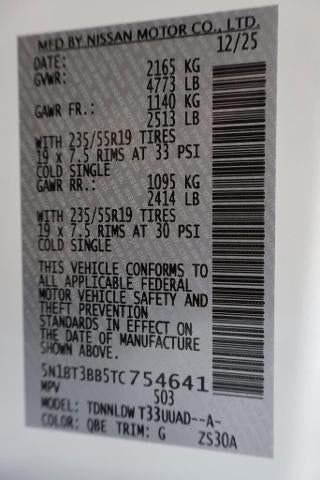 MFD BY NISSAN MOTOR CO., LTD.
DATE: 12/25
GVWR: 2165 KG
4773 LB
GAWR FR.: 1140 KG
2513 LB
WITH 235/55R19 TIRES
19 x 7.5 RIMS AT 33 PSI
COLD SINGLE
GAWR RR.: 1095 KG
2414 LB
WITH 235/55R19 TIRES
19 x 7.5 RIMS AT 30 PSI
COLD SINGLE
THIS VEHICLE CONFORMS TO
ALL APPLICABLE FEDERAL
MOTOR VEHICLE SAFETY AND
THEFT PREVENTION
STANDARDS IN EFFECT ON
THE DATE OF MANUFACTURE
SHOWN ABOVE.
5N1BT3BB5TC754641
MPV 503
MODEL: TDNNLDW T33UUAD--A-
COLOR: QBE TRIM: G ZS30A